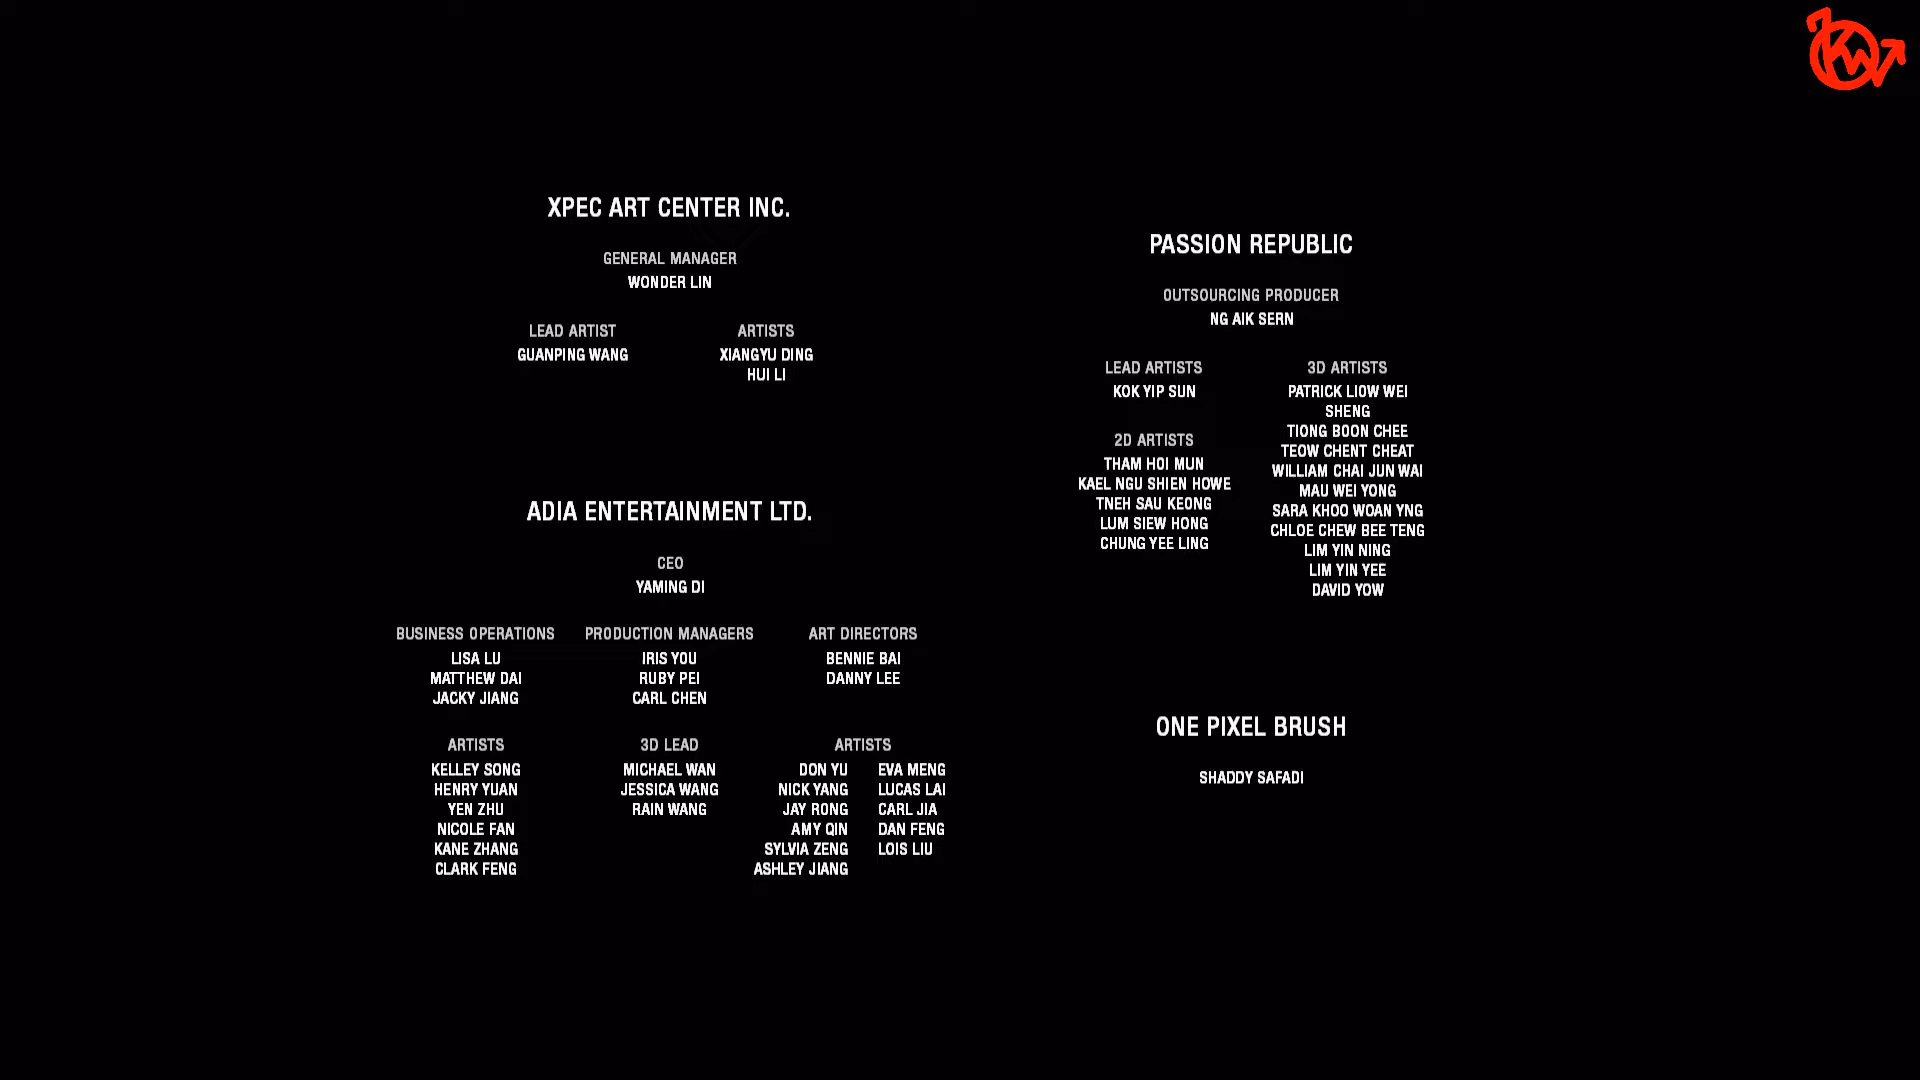 KW
XPEC ART CENTER INC.
GENERAL MANAGER
WONDER LIN
LEAD ARTIST
GUANPING WANG
ARTISTS
XIANGYU DING
HUI LI
ADIA ENTERTAINMENT LTD.
CEO
YAMING DI
BUSINESS OPERATIONS
LISA LU
MATTHEW DAI
JACKY JIANG
PRODUCTION MANAGERS
IRIS YOU
RUBY PEI
CARL CHEN
ART DIRECTORS
BENNIE BAI
DANNY LEE
ARTISTS
KELLEY SONG
HENRY YUAN
YEN ZHU
NICOLE FAN
KANE ZHANG
CLARK FENG
3D LEAD
MICHAEL WAN
JESSICA WANG
RAIN WANG
ARTISTS
DON YU
NICK YANG
JAY RONG
AMY QIN
SYLVIA ZENG
ASHLEY JIANG
EVA MENG
LUCAS LAI
CARL JIA
DAN FENG
LOIS LIU
PASSION REPUBLIC
OUTSOURCING PRODUCER
NG AIK SERN
LEAD ARTISTS
KOK YIP SUN
2D ARTISTS
THAM HOI MUN
KAEL NGU SHIEN HOWE
TNEH SAU KEONG
LUM SIEW HONG
CHUNG YEE LING
3D ARTISTS
PATRICK LIOW WEI
SHENG
TIONG BOON CHEE
TEOW CHENT CHEAT
WILLIAM CHAI JUN WAI
MAU WEI YONG
SARA KHOO WOAN YNG
CHLOE CHEW BEE TENG
LIM YIN NING
LIM YIN YEE
DAVID YOW
ONE PIXEL BRUSH
SHADDY SAFADI